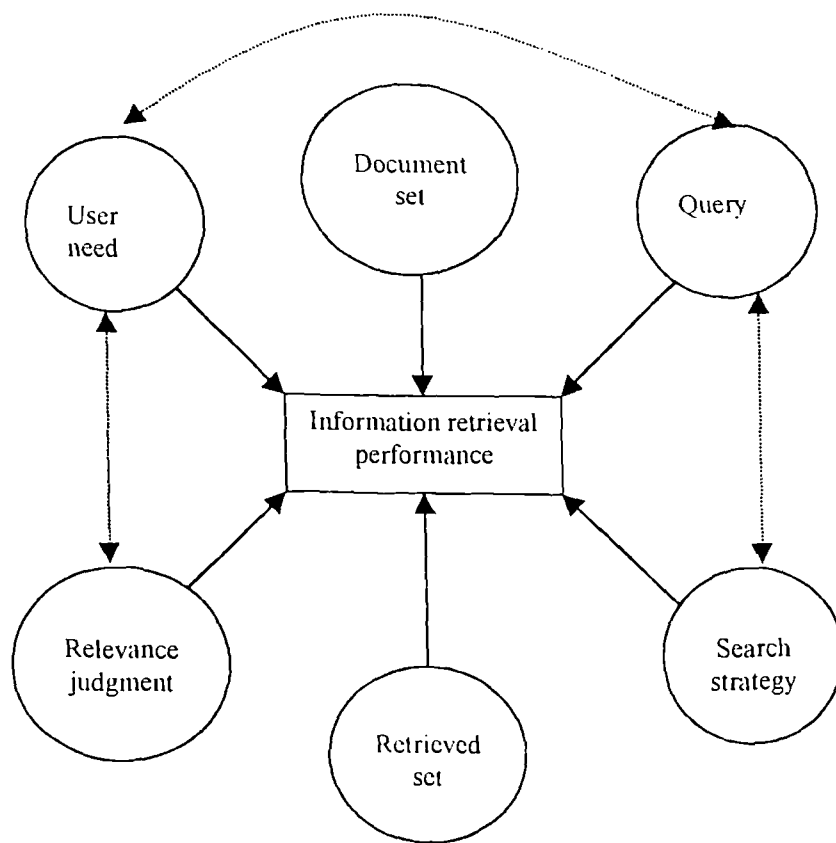 Document
set
User
need
Query
Information retrieval
performance
Relevance
judgment
Search
strategy
Retrieved
set